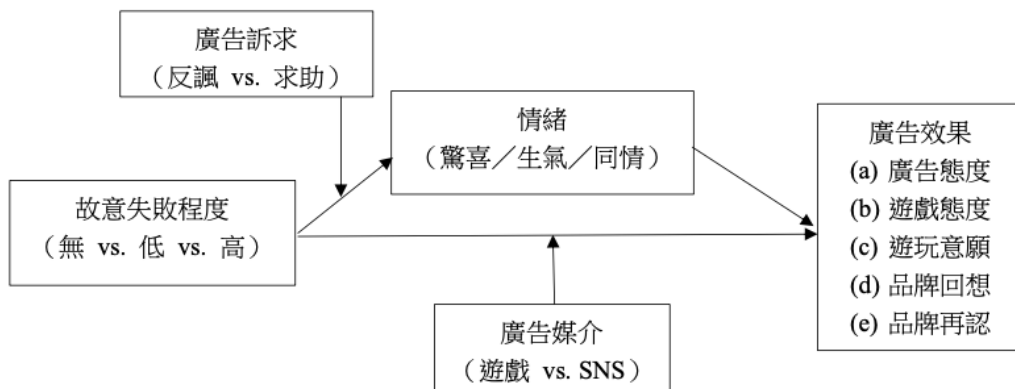 廣告訴求
（反諷 vs. 求助）
情緒
（驚喜／生氣／同情）
故意失敗程度
（無 vs. 低 vs. 高）
廣告效果
(a) 廣告態度
(b) 遊戲態度
(c) 遊玩意願
(d) 品牌回想
(e) 品牌再認
廣告媒介
（遊戲 vs. SNS）